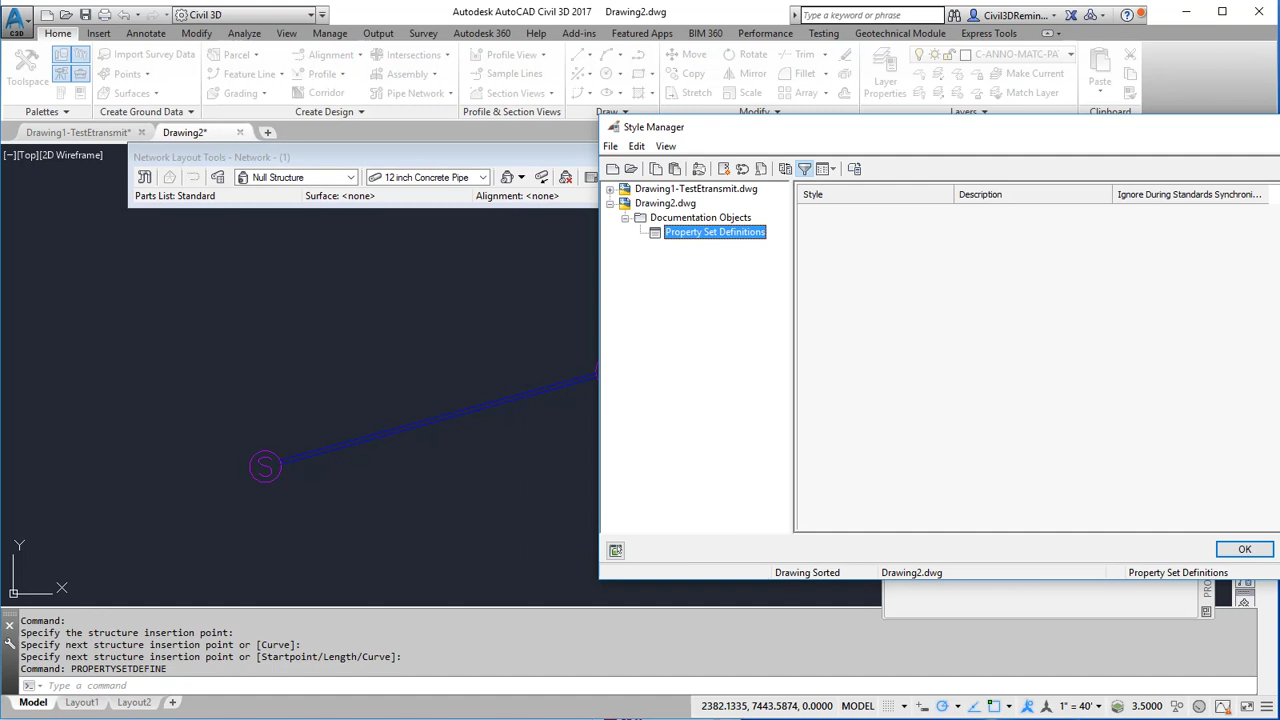 A
C3D
Civil 3D
Autodesk AutoCAD Civil 3D 2017 Drawing2.dwg
Type a keyword or phrase
Civil3DRemin...
Home Insert Annotate Modify Analyze View Manage Output Survey Autodesk 360 Help Add-ins Featured Apps BIM 360 Performance Testing Geotechnical Module Express Tools
Toolspace
Import Survey Data
Points
Surfaces
Parcel
Feature Line
Grading
Alignment
Profile
Corridor
Intersections
Assembly
Pipe Network
Profile View
Sample Lines
Section Views
Move
Copy
Stretch
Rotate
Mirror
Scale
Trim
Fillet
Array
Layer
Properties
C-ANNO-MATC-PA
Make Current
Match Layer
Paste
Palettes Create Ground Data Create Design Profile & Section Views Draw Modify Layers Clipboard
Drawing1-TestEtransmit* Drawing2*
[−][Top][2D Wireframe]
Network Layout Tools - Network - (1)
Null Structure 12 inch Concrete Pipe
Parts List: Standard Surface: <none> Alignment: <none>
Style Manager
File Edit View
Drawing1-TestEtransmit.dwg
Drawing2.dwg
Documentation Objects
Property Set Definitions
Style Description Ignore During Standards Synchroni...
OK
Drawing Sorted Drawing2.dwg Property Set Definitions
S
Y
X
PRO
Command:
Specify the structure insertion point:
Specify next structure insertion point or [Curve]:
Specify next structure insertion point or [Startpoint/Length/Curve]:
Command: PROPERTYSETDEFINE
Type a command
Model Layout1 Layout2 +
2382.1335, 7443.5874, 0.0000 MODEL 1" = 40' 3.5000